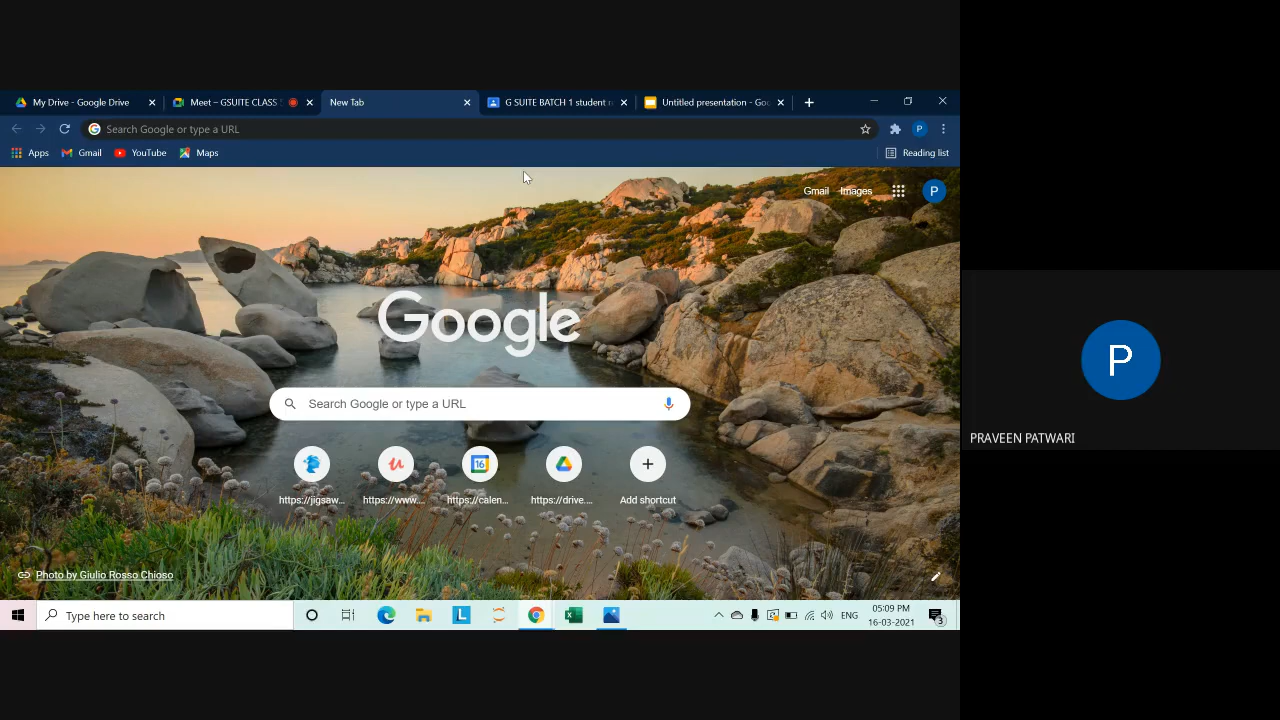 My Drive - Google Drive
Meet – GSUITE CLASS
New Tab
G SUITE BATCH 1 student
Untitled presentation - Goo
Search Google or type a URL
P
Apps
Gmail
YouTube
Maps
Reading list
Gmail
Images
P
Google
Search Google or type a URL
16
https://jigsaw...
https://www....
https://calen...
https://drive....
Add shortcut
Photo by Giulio Rosso Chioso
Type here to search
ENG
05:09 PM
16-03-2021
3
P
PRAVEEN PATWARI